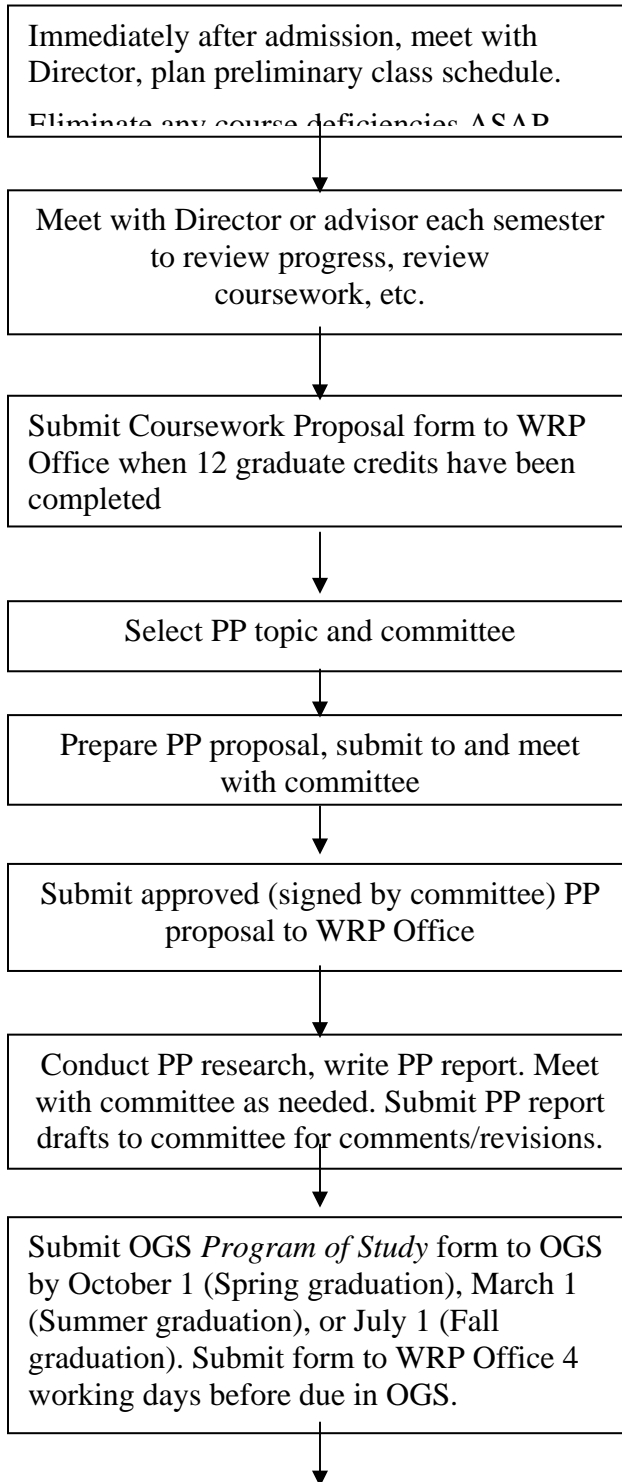 Immediately after admission, meet with
Director, plan preliminary class schedule.
Eliminate any course deficiencies ASAP
Meet with Director or advisor each semester
to review progress, review
coursework, etc.
Submit Coursework Proposal form to WRP
Office when 12 graduate credits have been
completed
Select PP topic and committee
Prepare PP proposal, submit to and meet
with committee
Submit approved (signed by committee) PP
proposal to WRP Office
Conduct PP research, write PP report. Meet
with committee as needed. Submit PP report
drafts to committee for comments/revisions.
Submit OGS Program of Study form to OGS
by October 1 (Spring graduation), March 1
(Summer graduation), or July 1 (Fall
graduation). Submit form to WRP Office 4
working days before due in OGS.